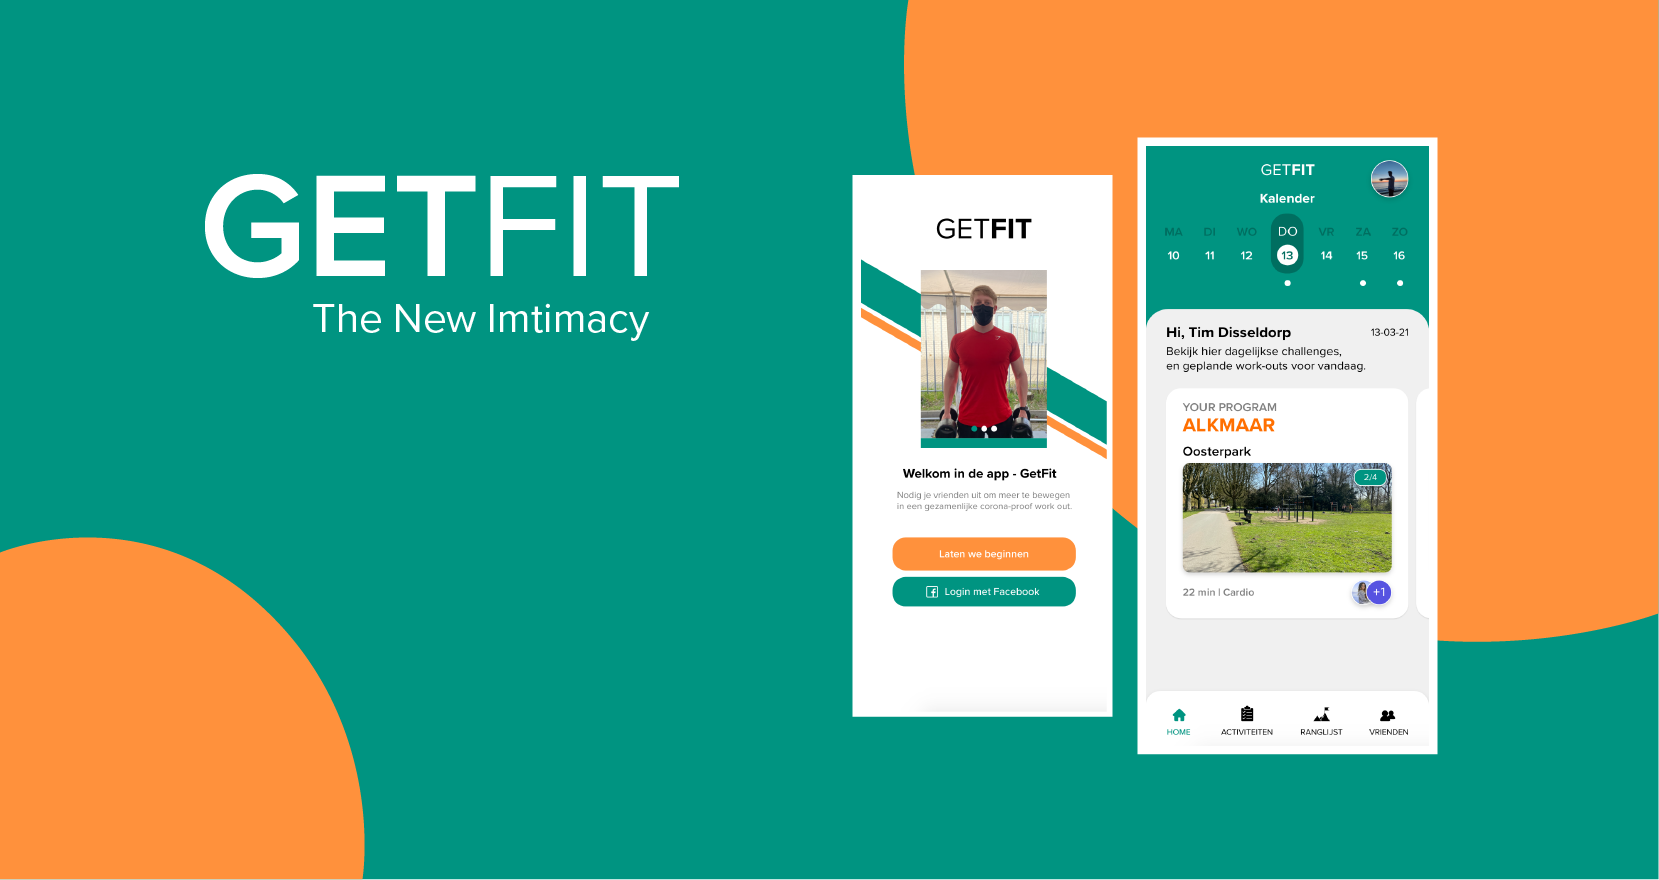 GETFIT
The New Imtimacy
GETFIT
Welkom in de app - GetFit
Nodig je vrienden uit om meer te bewegen
in een gezamenlijke corona-proof work out.
Laten we beginnen
Login met Facebook
GETFIT
Kalender
MA DI WO DO VR ZA ZO
10 11 12 13 14 15 16
Hi, Tim Disseldorp 13-03-21
Bekijk hier dagelijkse challenges,
en geplande work-outs voor vandaag.
YOUR PROGRAM
ALKMAAR
Oosterpark
2/4
22 min | Cardio +1
HOME ACTIVITEITEN RANGLIJST VRIENDEN